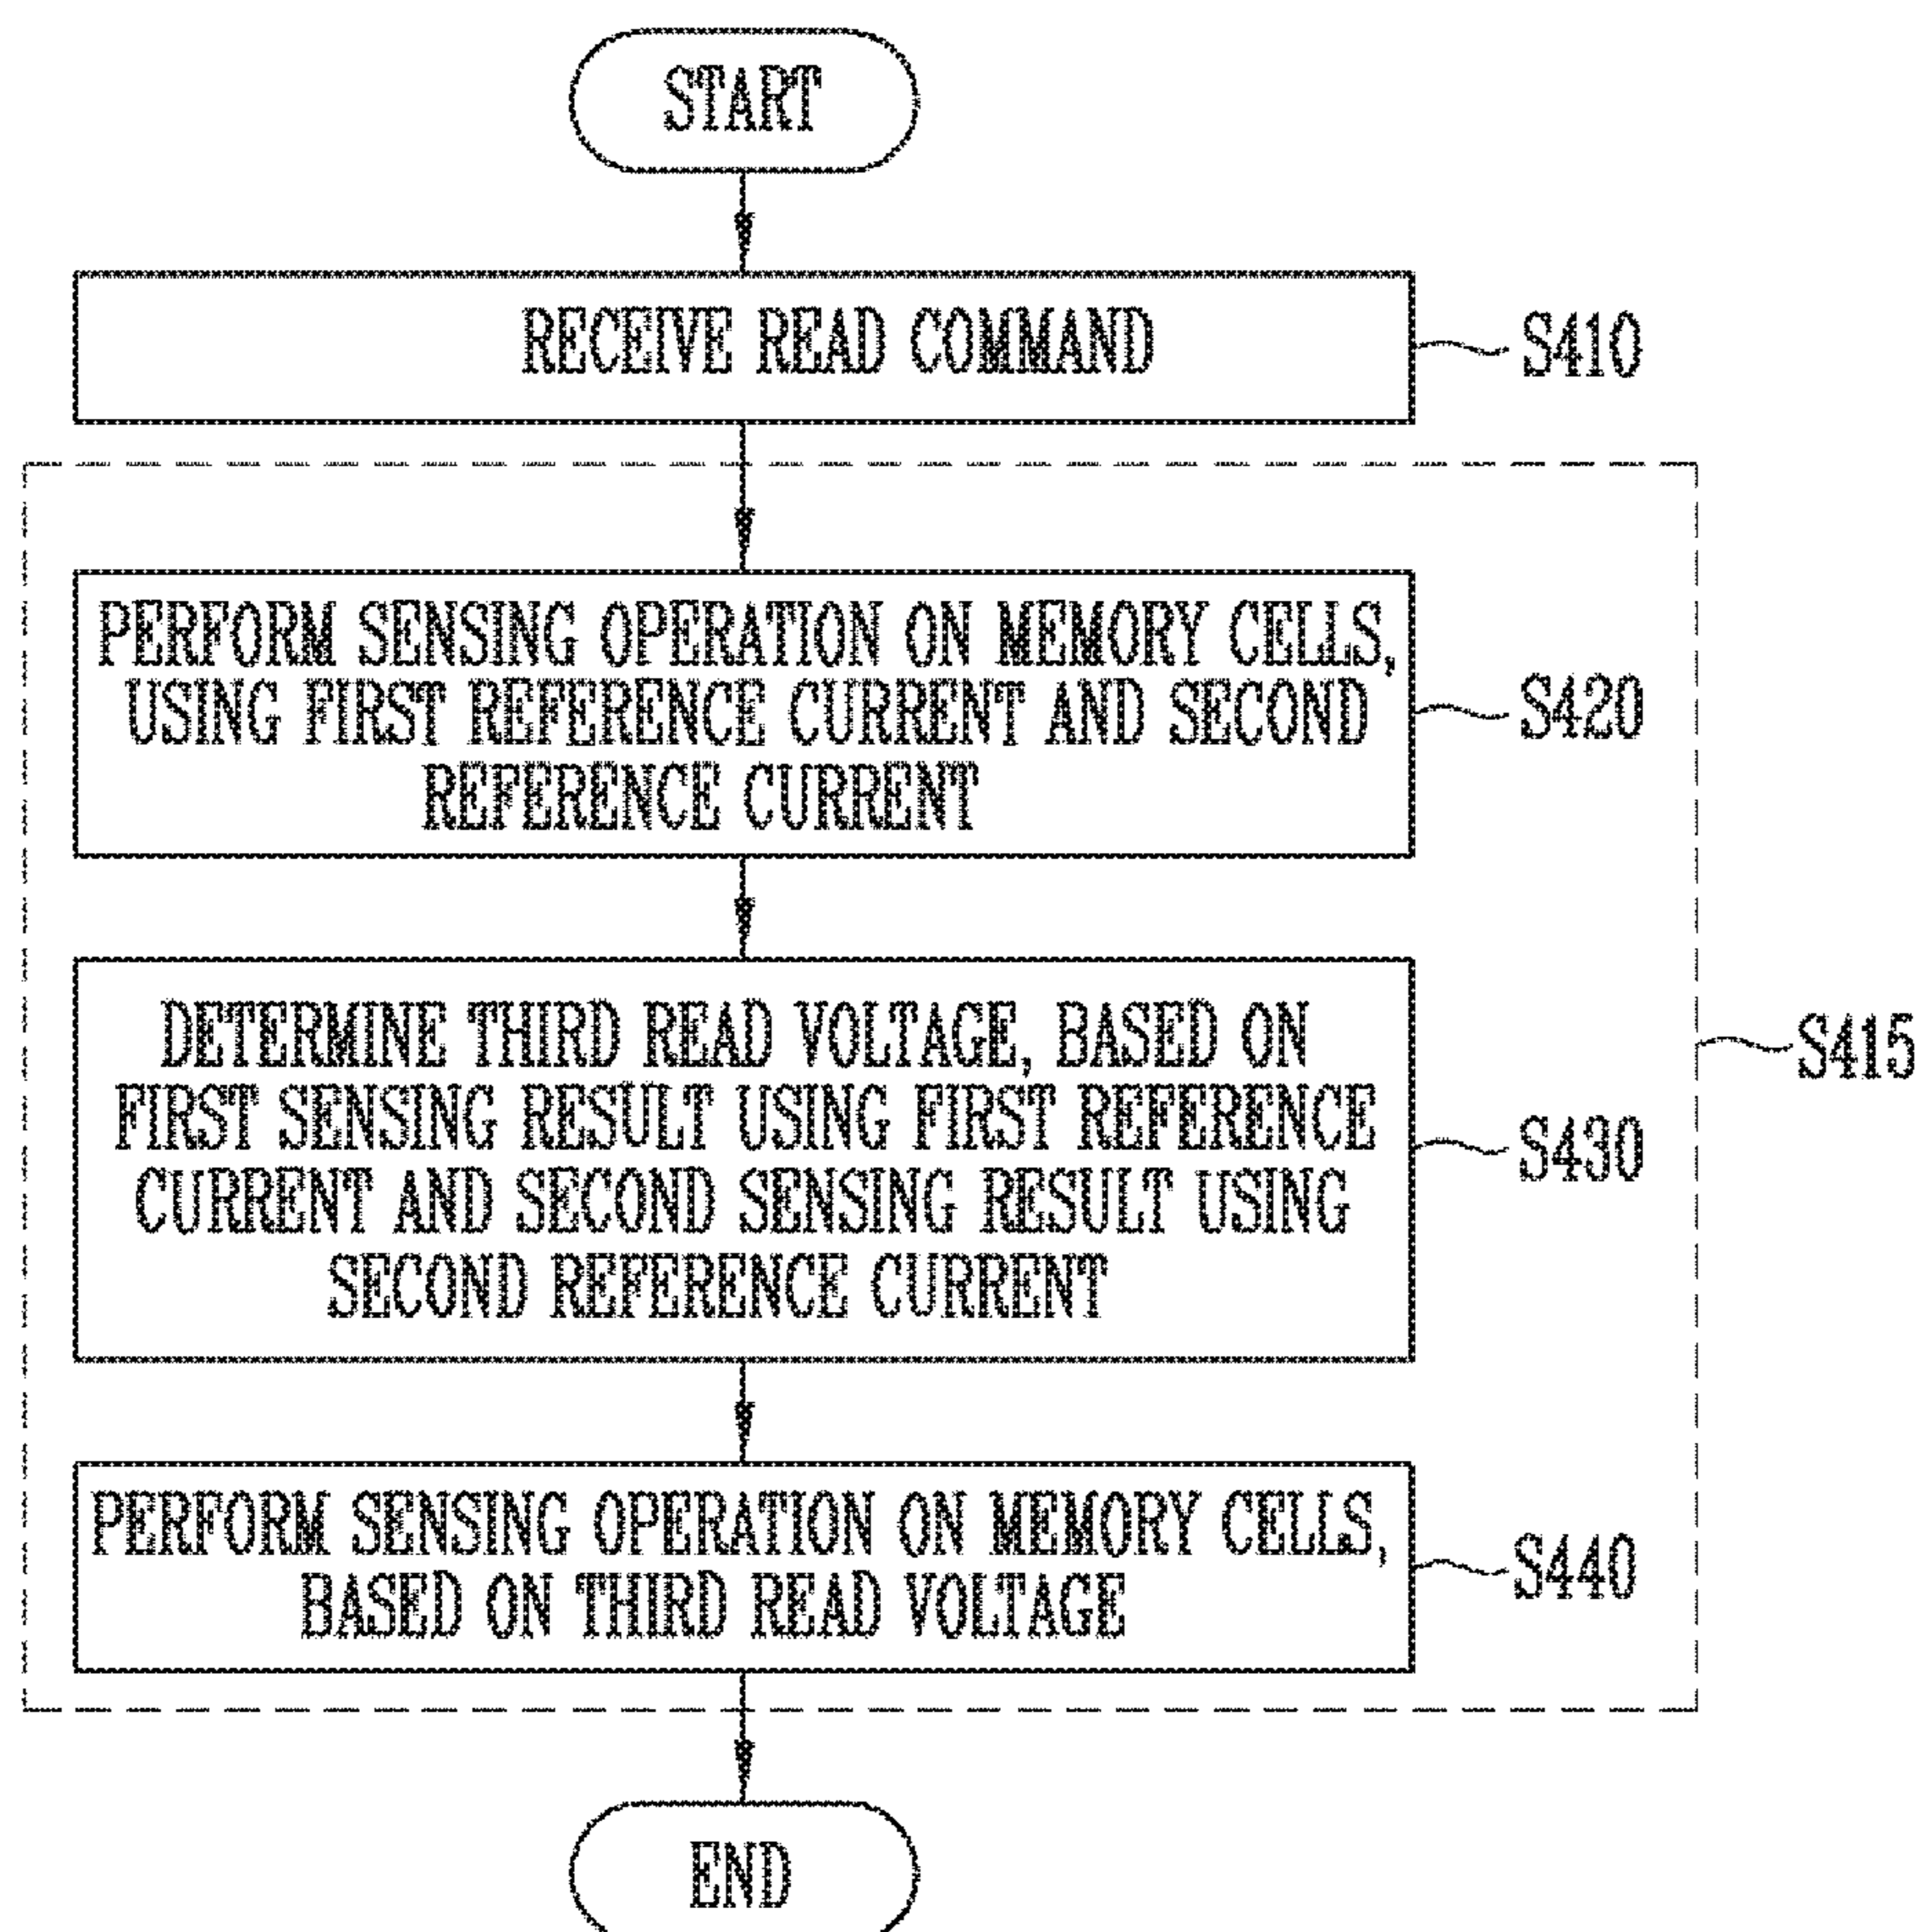 START
RECEIVE READ COMMAND
S410
PERFORM SENSING OPERATION ON MEMORY CELLS,
USING FIRST REFERENCE CURRENT AND SECOND
REFERENCE CURRENT
S420
DETERMINE THIRD READ VOLTAGE, BASED ON
FIRST SENSING RESULT USING FIRST REFERENCE
CURRENT AND SECOND SENSING RESULT USING
SECOND REFERENCE CURRENT
S430
S415
PERFORM SENSING OPERATION ON MEMORY CELLS,
BASED ON THIRD READ VOLTAGE
S440
END